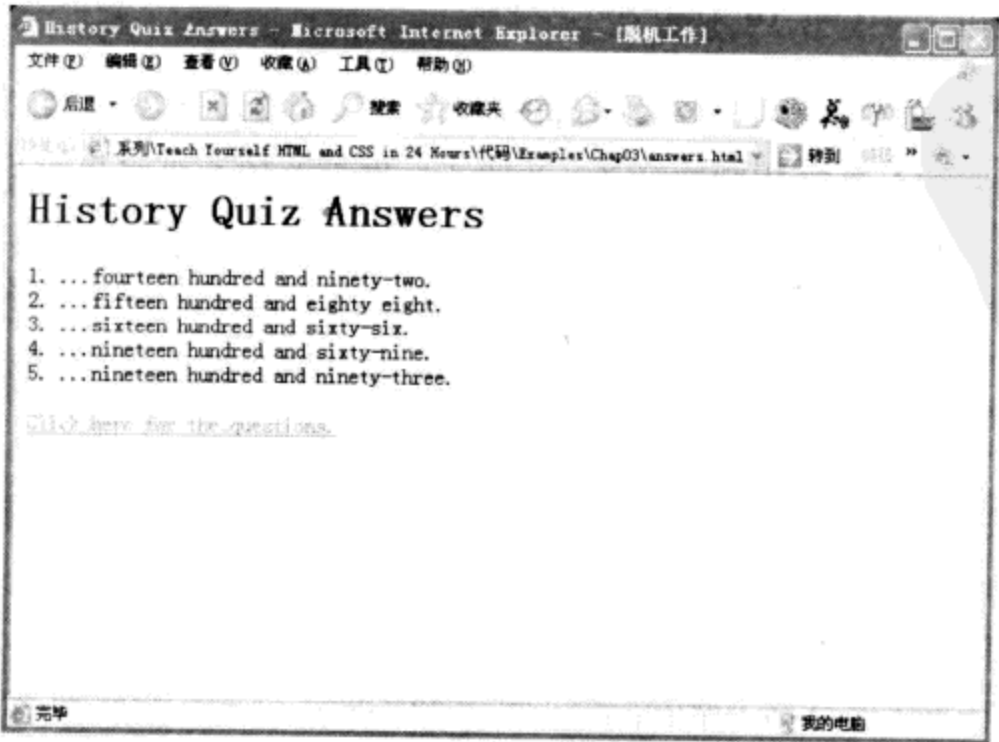 History Quiz Answers - Microsoft Internet Explorer - [脱机工作]
文件(F) 编辑(E) 查看(V) 收藏(A) 工具(T) 帮助(H)
后退 搜索 收藏夹
系列\Teach Yourself HTML and CSS in 24 Hours\代码\Examples\Chap03\answers.html 转到 »
History Quiz Answers
1. ...fourteen hundred and ninety-two.
2. ...fifteen hundred and eighty eight.
3. ...sixteen hundred and sixty-six.
4. ...nineteen hundred and sixty-nine.
5. ...nineteen hundred and ninety-three.
Click here for the questions.
完毕 我的电脑